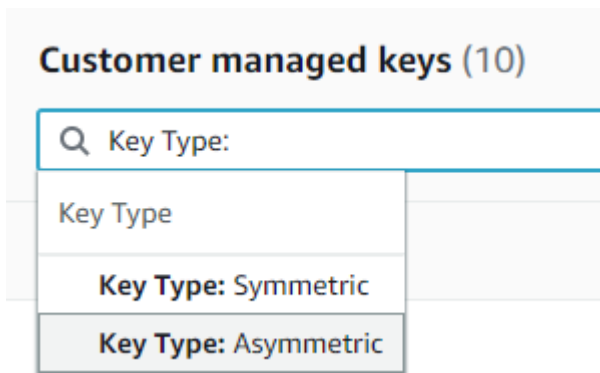 Customer managed keys (10)
Key Type:
Key Type
Key Type: Symmetric
Key Type: Asymmetric